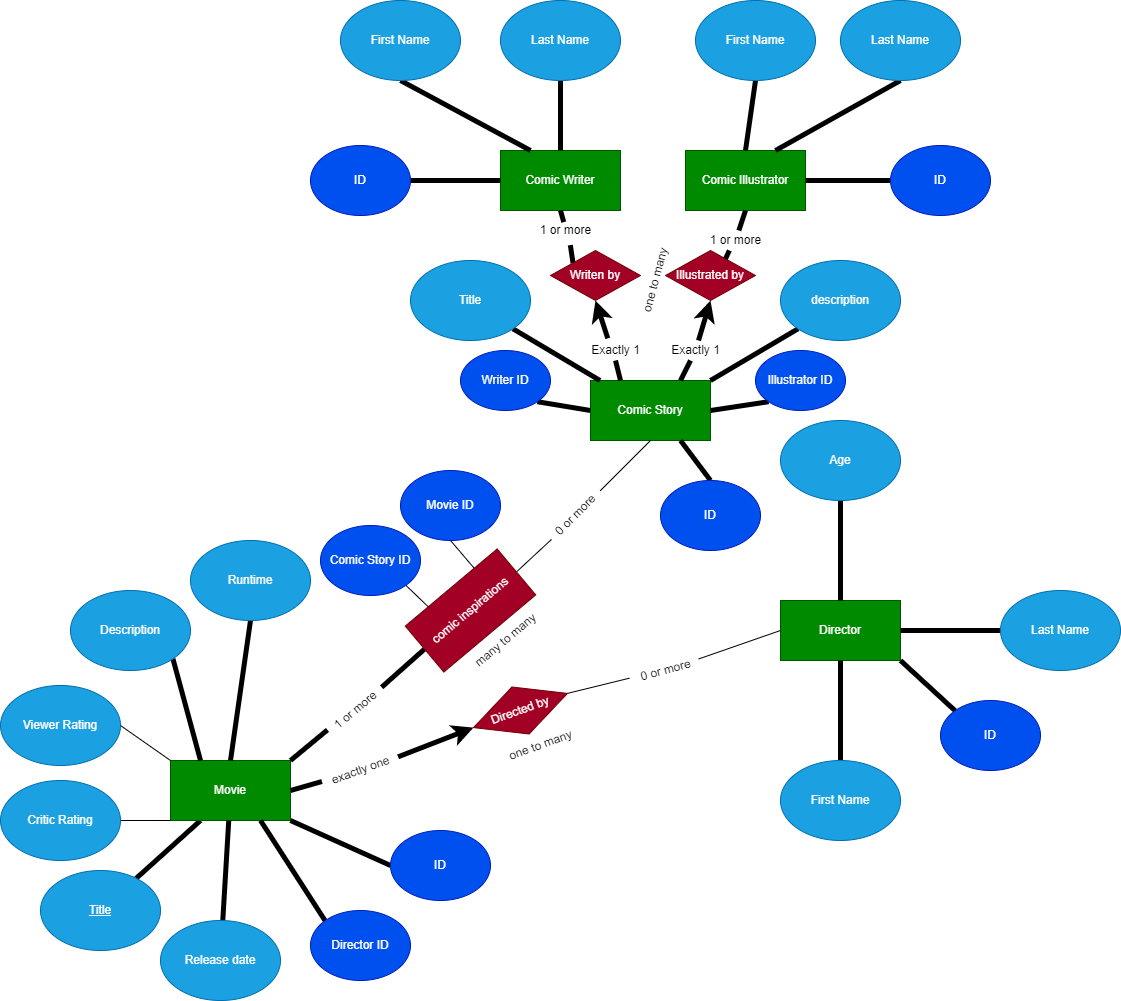 First Name
Last Name
First Name
Last Name
ID
Comic Writer
Comic Illustrator
ID
1 or more
1 or more
Writen by
one to many
Illustrated by
Title
description
Exactly 1
Exactly 1
Writer ID
Illustrator ID
Comic Story
Age
Movie ID
0 or more
ID
Comic Story ID
Runtime
comic inspirations
Description
many to many
Director
Last Name
0 or more
1 or more
Directed by
Viewer Rating
one to many
ID
exactly one
Movie
First Name
Critic Rating
ID
Title
Director ID
Release date